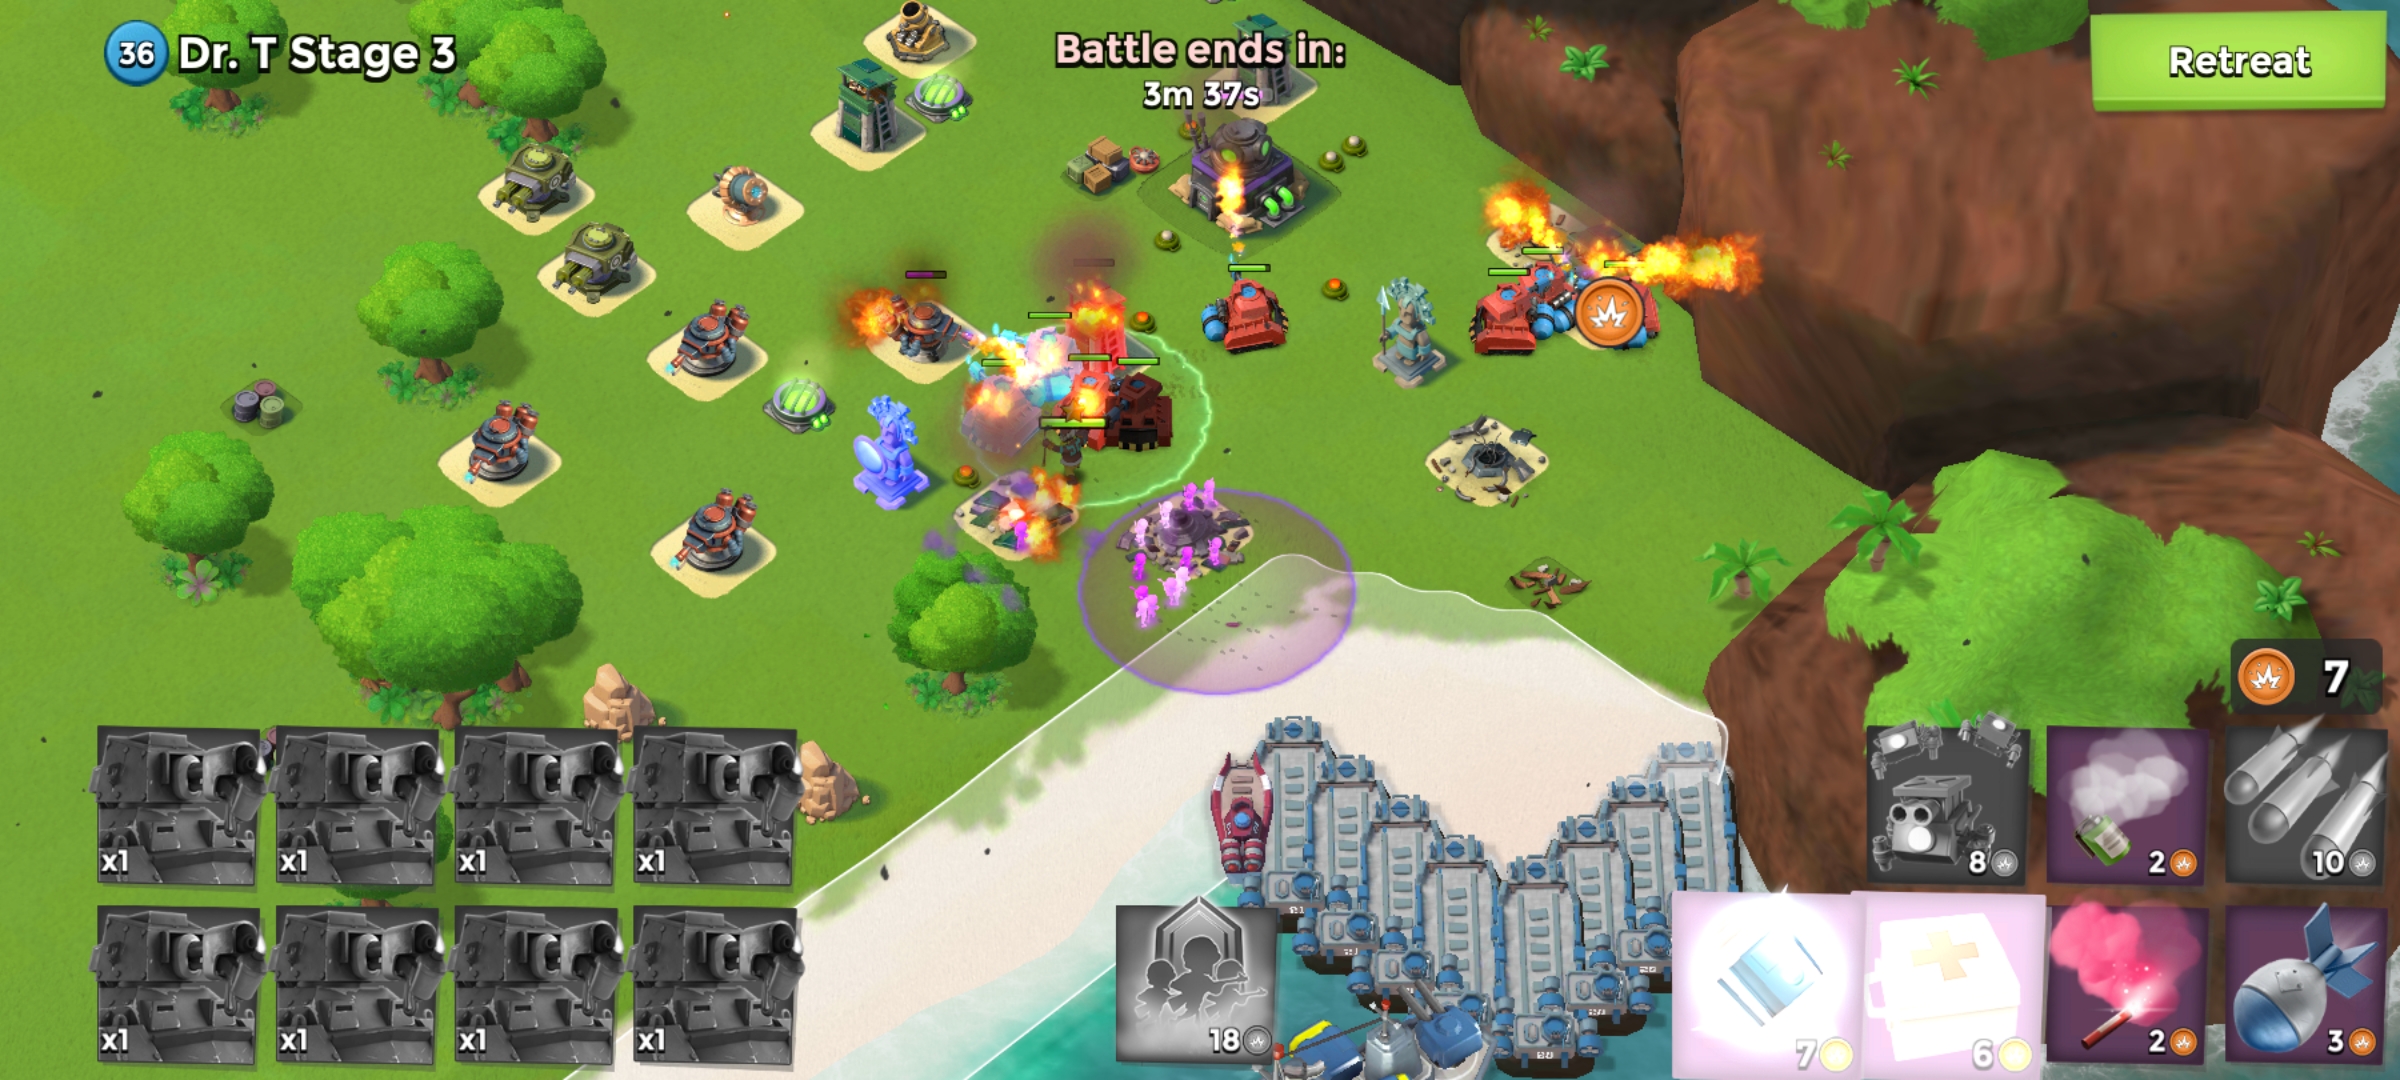 36 Dr. T Stage 3
Battle ends in:
3m 37s
Retreat
7
x1
x1
x1
x1
8
2
10
x1
x1
x1
x1
18
7
6
2
3